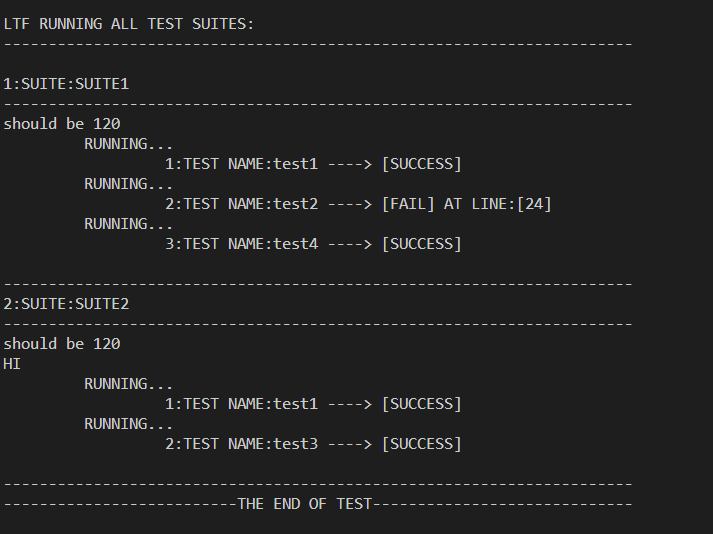 LTF RUNNING ALL TEST SUITES:
----------------------------------------------------------------------
1:SUITE:SUITE1
----------------------------------------------------------------------
should be 120
RUNNING...
1:TEST NAME:test1 ----> [SUCCESS]
RUNNING...
2:TEST NAME:test2 ----> [FAIL] AT LINE:[24]
RUNNING...
3:TEST NAME:test4 ----> [SUCCESS]
----------------------------------------------------------------------
2:SUITE:SUITE2
----------------------------------------------------------------------
should be 120
HI
RUNNING...
1:TEST NAME:test1 ----> [SUCCESS]
RUNNING...
2:TEST NAME:test3 ----> [SUCCESS]
----------------------------------------------------------------------
--------------------------THE END OF TEST-----------------------------